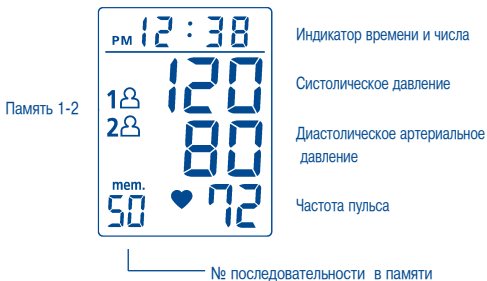 PM 12:38
Индикатор времени и числа
120
Систолическое давление
Память 1-2
1
2
80
Диастолическое артериальное
давление
mem.
50
72
Частота пульса
№ последовательности в памяти